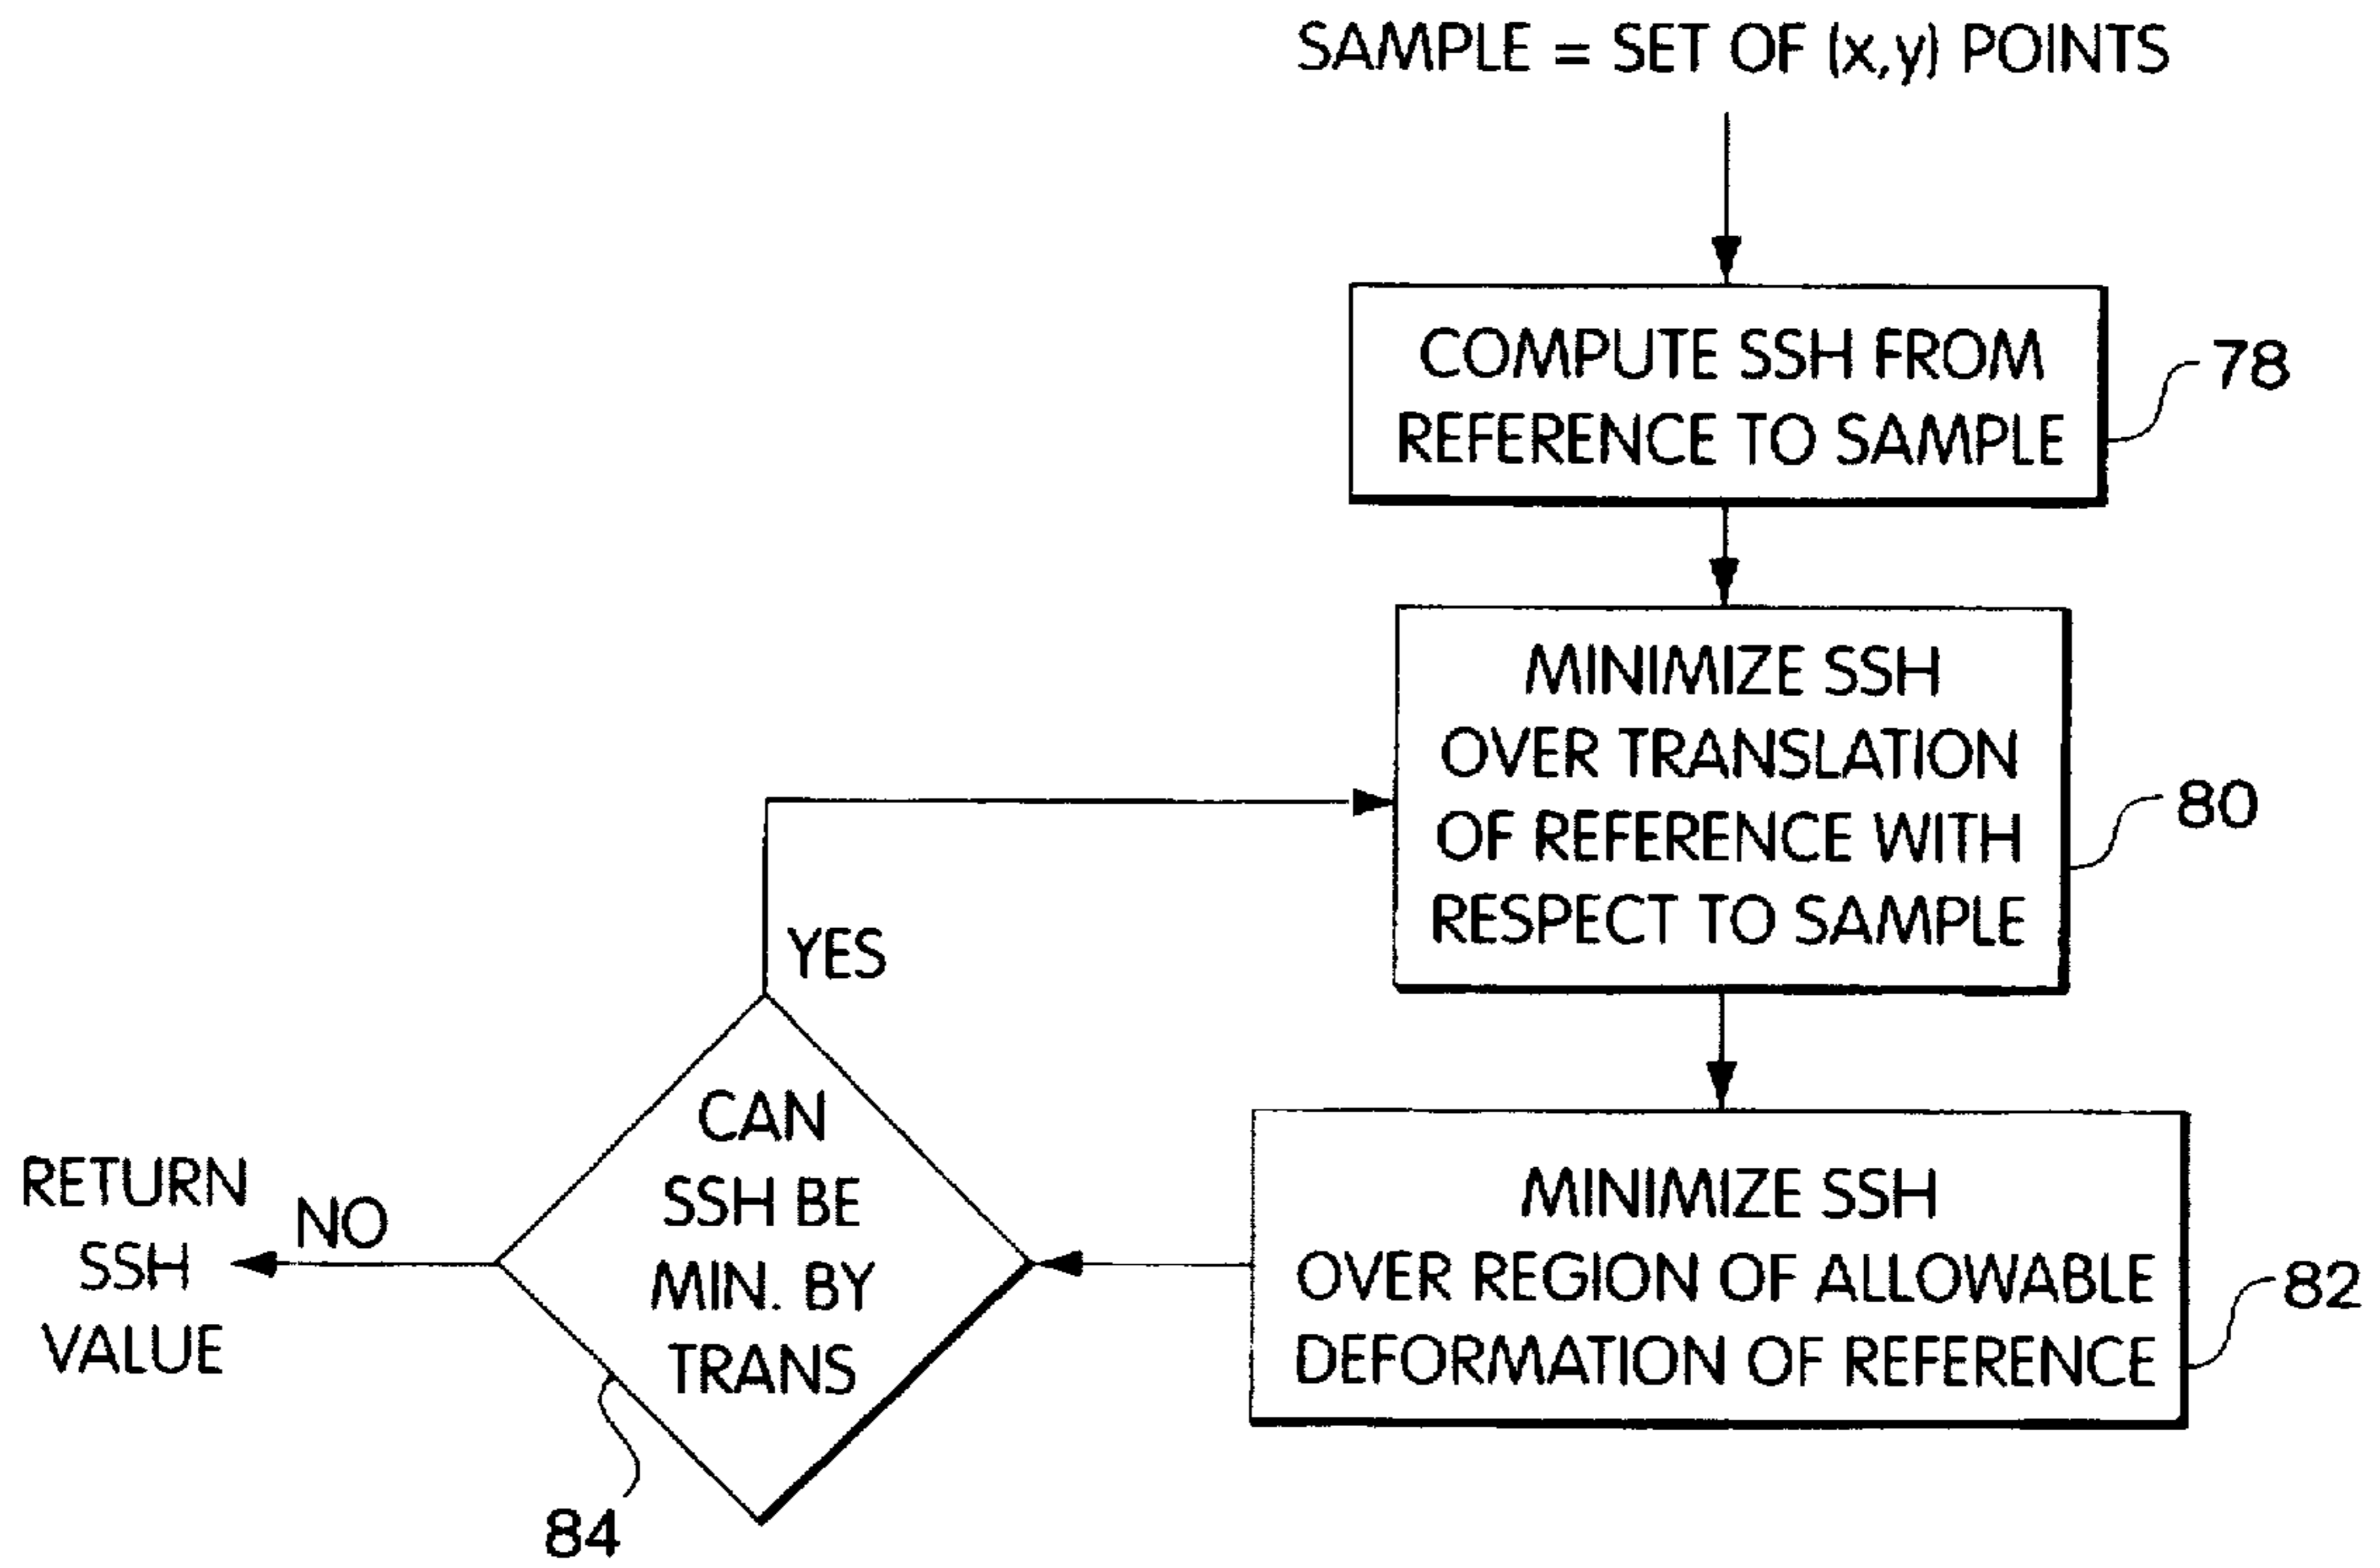 SAMPLE = SET OF (x,y) POINTS
COMPUTE SSH FROM
REFERENCE TO SAMPLE
78
MINIMIZE SSH
OVER TRANSLATION
OF REFERENCE WITH
RESPECT TO SAMPLE
80
MINIMIZE SSH
OVER REGION OF ALLOWABLE
DEFORMATION OF REFERENCE
82
CAN
SSH BE
MIN. BY
TRANS
84
YES
NO
RETURN
SSH
VALUE